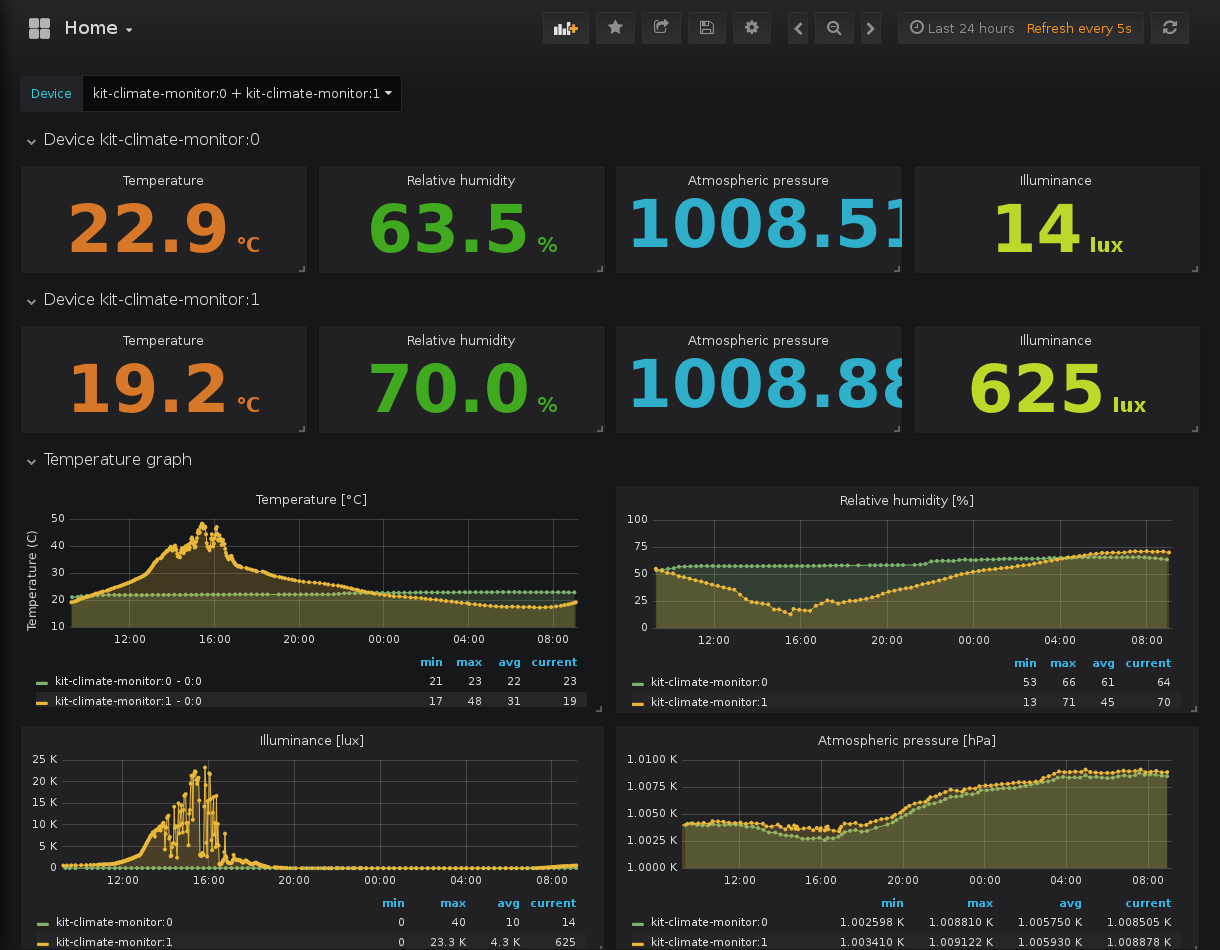 Home
Last 24 hours Refresh every 5s
Device kit-climate-monitor:0 + kit-climate-monitor:1
Device kit-climate-monitor:0
Temperature Relative humidity Atmospheric pressure Illuminance
22.9 °C 63.5 % 1008.51 14 lux
Device kit-climate-monitor:1
Temperature Relative humidity Atmospheric pressure Illuminance
19.2 °C 70.0 % 1008.88 625 lux
Temperature graph
Temperature [°C]
Temperature (C)
50
40
30
20
10
12:00 16:00 20:00 00:00 04:00 08:00
min max avg current
kit-climate-monitor:0 - 0:0 21 23 22 23
kit-climate-monitor:1 - 0:0 17 48 31 19
Relative humidity [%]
100
75
50
25
0
12:00 16:00 20:00 00:00 04:00 08:00
min max avg current
kit-climate-monitor:0 53 66 61 64
kit-climate-monitor:1 13 71 45 70
Illuminance [lux]
25 K
20 K
15 K
10 K
5 K
0
12:00 16:00 20:00 00:00 04:00 08:00
min max avg current
kit-climate-monitor:0 0 40 10 14
kit-climate-monitor:1 0 23.3 K 4.3 K 625
Atmospheric pressure [hPa]
1.0100 K
1.0075 K
1.0050 K
1.0025 K
1.0000 K
12:00 16:00 20:00 00:00 04:00 08:00
min max avg current
kit-climate-monitor:0 1.002598 K 1.008810 K 1.005750 K 1.008505 K
kit-climate-monitor:1 1.003410 K 1.009122 K 1.005930 K 1.008878 K